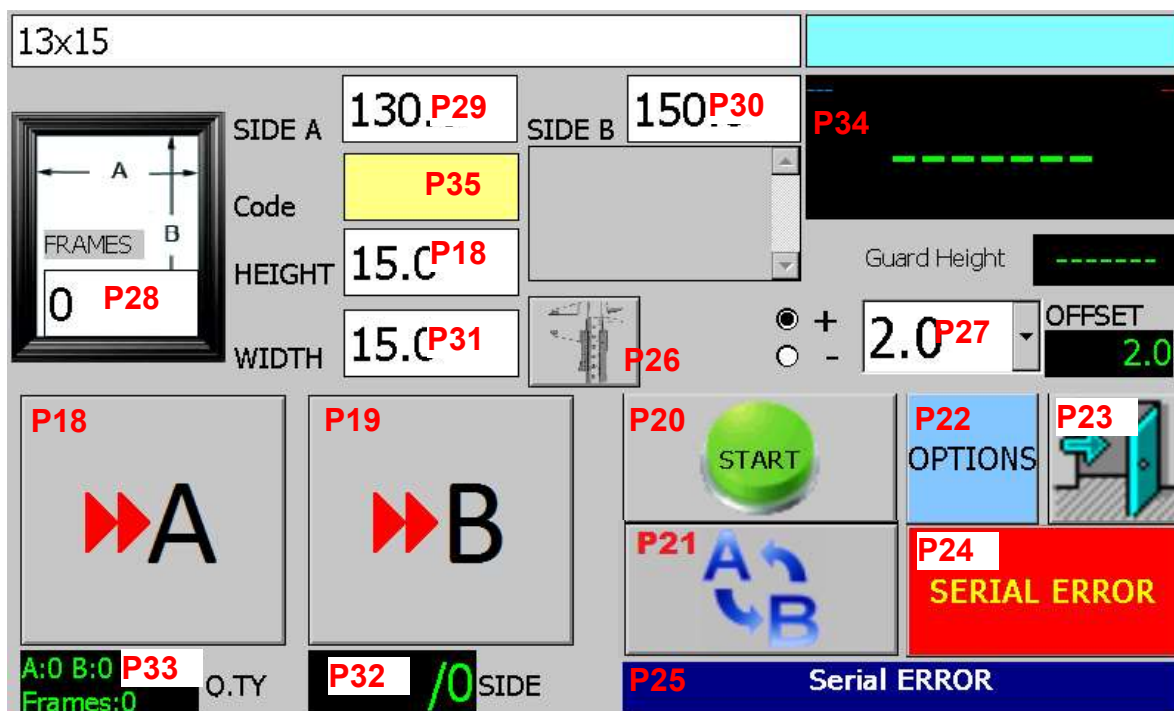 13x15
SIDE A
130.
P29
SIDE B
150.
P30
P34
A
B
FRAMES
0
P28
Code
P35
HEIGHT
15.0
P18
WIDTH
15.0
P31
P26
Guard Height
+
-
2.0
P27
OFFSET
2.0
P18
A
P19
B
P20
START
P22
OPTIONS
P23
P21
A
B
P24
SERIAL ERROR
A:0 B:0
Frames:0
P33
Q.TY
P32
/0
SIDE
P25
Serial ERROR